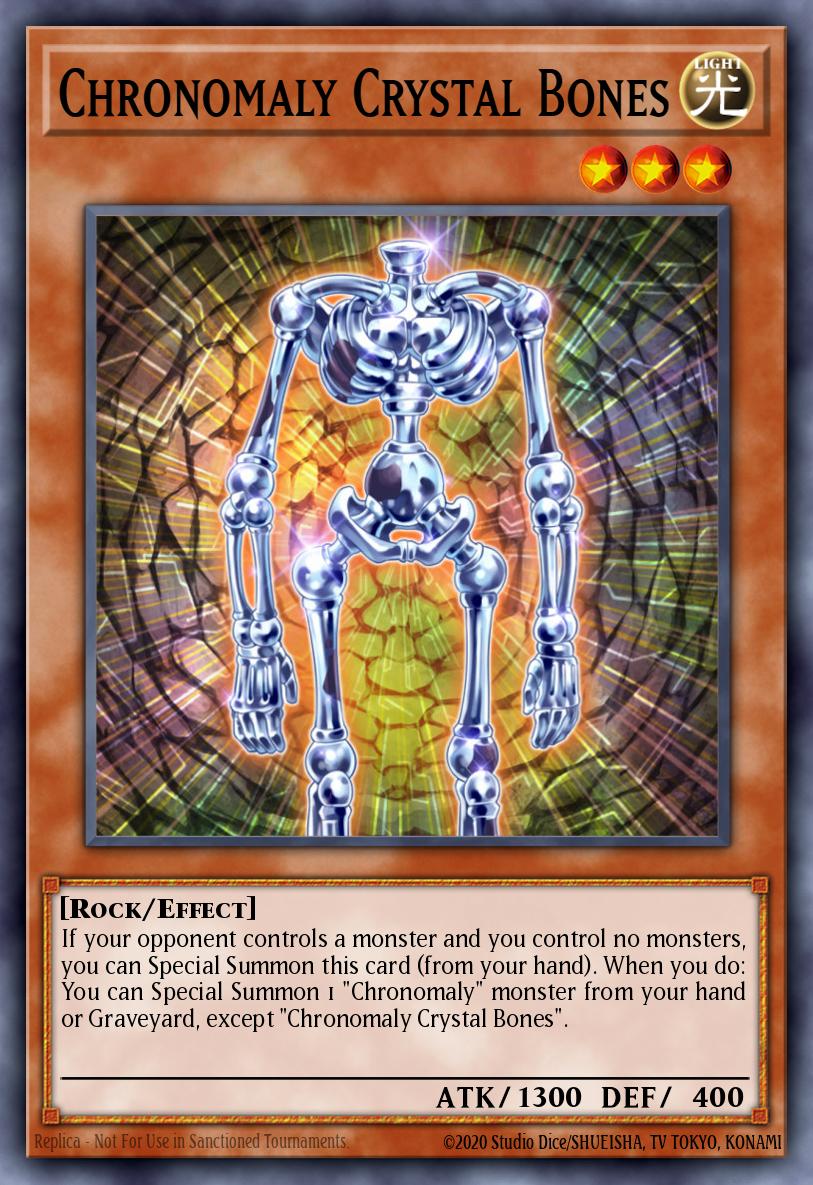 Chronomaly Crystal Bones
LIGHT
光
[Rock/Effect]
If your opponent controls a monster and you control no monsters,
you can Special Summon this card (from your hand). When you do:
You can Special Summon 1 "Chronomaly" monster from your hand
or Graveyard, except "Chronomaly Crystal Bones".
ATK/1300 DEF/ 400
Replica - Not For Use in Sanctioned Tournaments.
©2020 Studio Dice/SHUEISHA, TV TOKYO, KONAMI